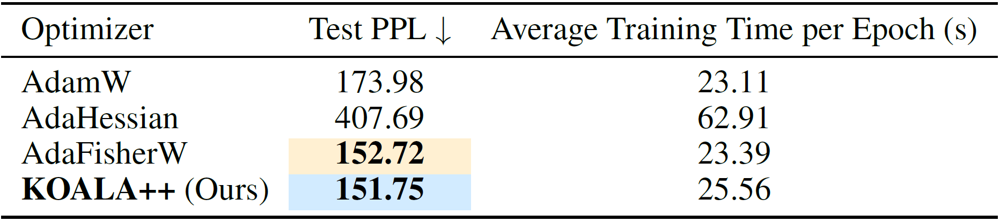 Optimizer Test PPL ↓ Average Training Time per Epoch (s)
AdamW 173.98 23.11
AdaHessian 407.69 62.91
AdaFisherW 152.72 23.39
KOALA++ (Ours) 151.75 25.56